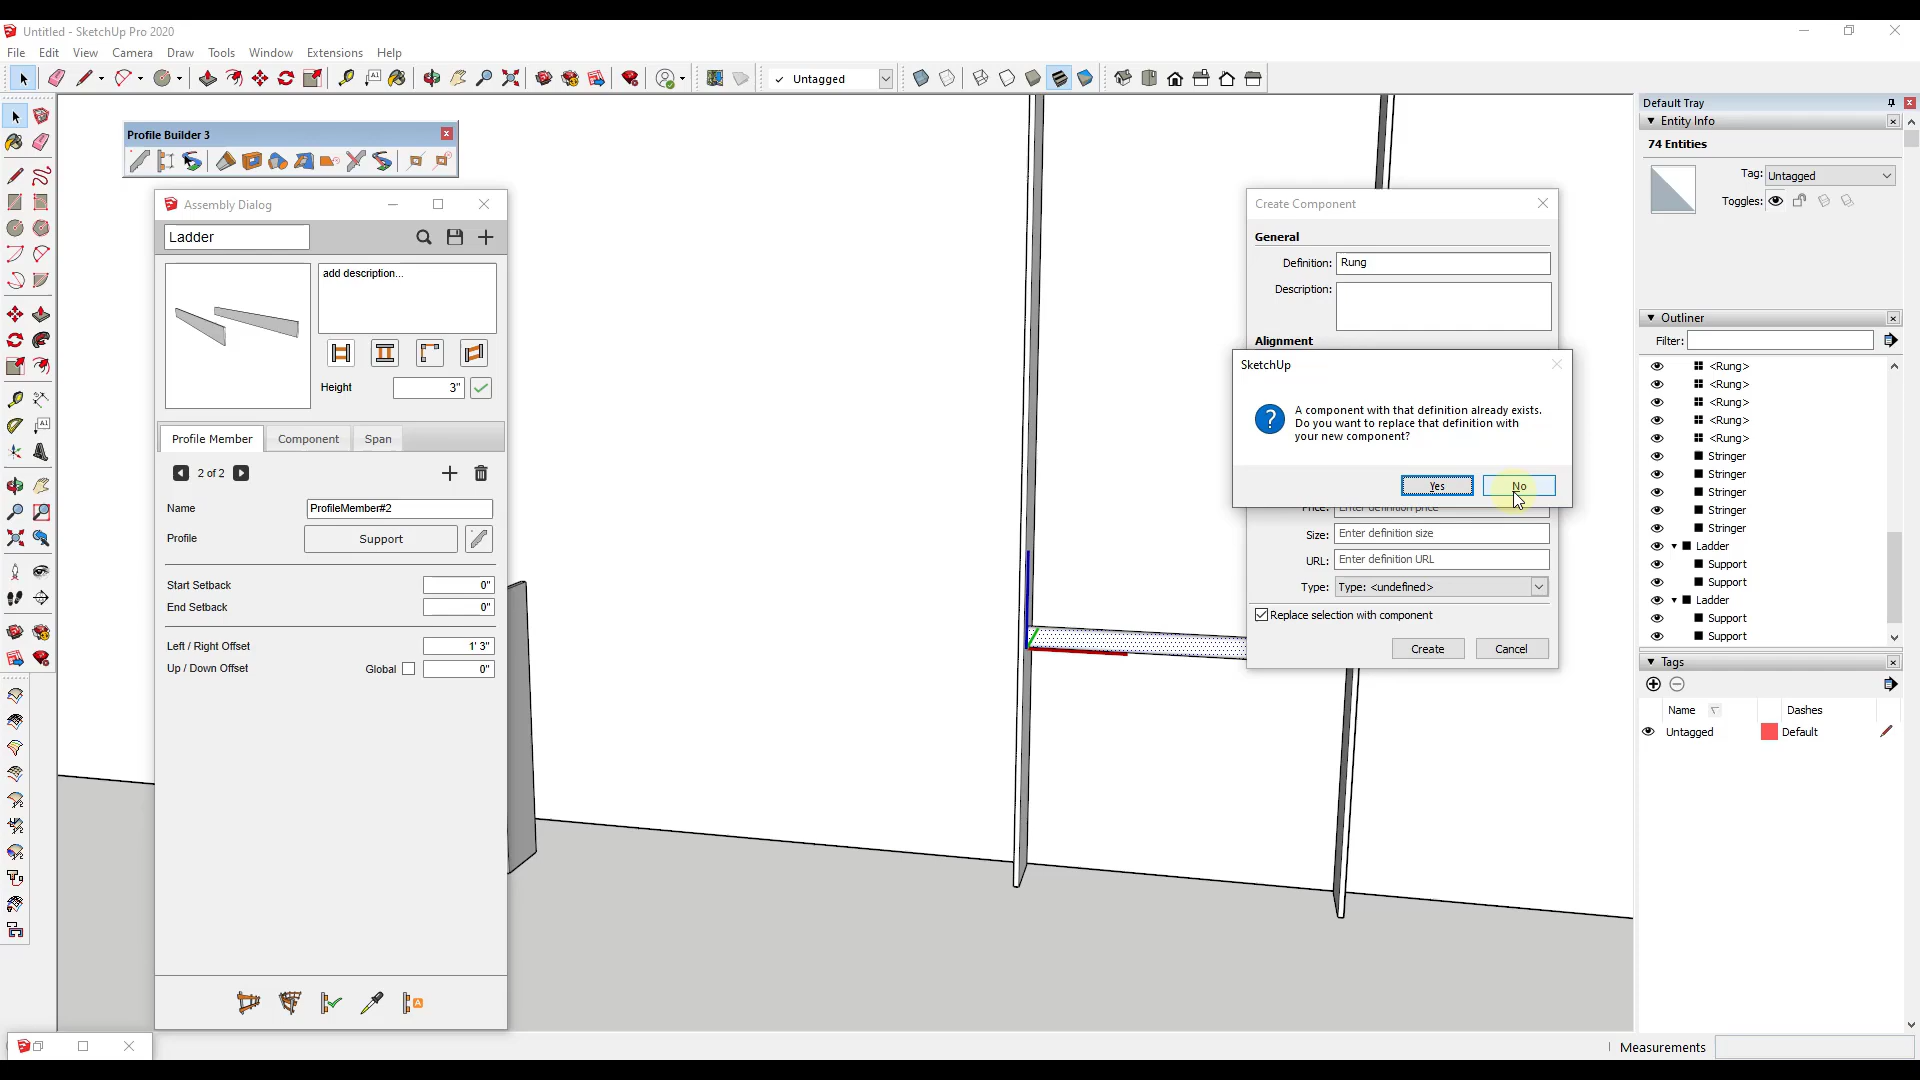 Untitled - SketchUp Pro 2020
File Edit View Camera Draw Tools Window Extensions Help
Untagged
Profile Builder 3
Assembly Dialog
Ladder
add description...
Height 3"
Profile Member Component Span
2 of 2
Name ProfileMember#2
Profile Support
Start Setback 0"
End Setback 0"
Left / Right Offset 1' 3"
Up / Down Offset Global 0"
Create Component
General
Definition: Rung
Description:
Alignment
SketchUp
A component with that definition already exists.
Do you want to replace that definition with
your new component?
Yes No
Price: Enter definition price
Size: Enter definition size
URL: Enter definition URL
Type: Type: <undefined>
Replace selection with component
Create Cancel
Default Tray
Entity Info
74 Entities
Tag: Untagged
Toggles:
Outliner
Filter:
<Rung>
<Rung>
<Rung>
<Rung>
<Rung>
Stringer
Stringer
Stringer
Stringer
Stringer
Ladder
Support
Support
Ladder
Support
Support
Tags
Name Dashes
Untagged Default
Measurements